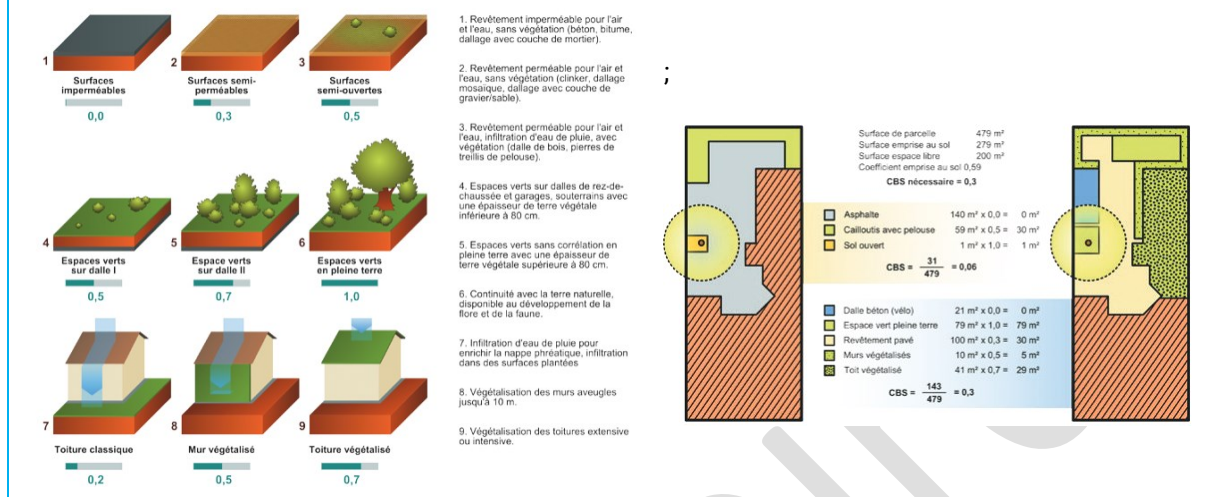 1
Surfaces
imperméables
0,0
2
Surfaces semi-
perméables
0,3
3
Surfaces
semi-ouvertes
0,5
4
Espaces verts
sur dalle I
0,5
5
Espace verts
sur dalle II
0,7
6
Espaces verts
en pleine terre
1,0
7
Toiture classique
0,2
8
Mur végétalisé
0,5
9
Toiture végétalisé
0,7
1. Revêtement imperméable pour l'air
et l'eau, sans végétation (béton, bitume,
dallage avec couche de mortier).
2. Revêtement perméable pour l'air et
l'eau, sans végétation (clinker, dallage
mosaique, dallage avec couche de
gravier/sable).
3. Revêtement perméable pour l'air et
l'eau, infiltration d'eau de pluie, avec
végétation (dalle de bois, pierres de
treillis de pelouse).
4. Espaces verts sur dalles de rez-de-
chaussée et garages, souterrains avec
une épaisseur de terre végétale
inférieure à 80 cm.
5. Espaces verts sans corrélation en
pleine terre avec une épaisseur de
terre végétale supérieure à 80 cm.
6. Continuité avec la terre naturelle,
disponible au développement de la
flore et de la faune.
7. Infiltration d'eau de pluie pour
enrichir la nappe phréatique, infiltration
dans des surfaces plantées
8. Végétalisation des murs aveugles
jusqu'à 10 m.
9. Végétalisation des toitures extensive
ou intensive.
;
Surface de parcelle 479 m²
Surface emprise au sol 279 m²
Surface espace libre 200 m²
Coefficient emprise au sol 0,59
CBS nécessaire = 0,3
Asphalte 140 m² x 0,0 = 0 m²
Cailloutis avec pelouse 59 m² x 0,5 = 30 m²
Sol ouvert 1 m² x 1,0 = 1 m²
CBS = 31/479 = 0,06
Dalle béton (vélo) 21 m² x 0,0 = 0 m²
Espace vert pleine terre 79 m² x 1,0 = 79 m²
Revêtement pavé 100 m² x 0,3 = 30 m²
Murs végétalisés 10 m² x 0,5 = 5 m²
Toit végétalisé 41 m² x 0,7 = 29 m²
CBS = 143/479 = 0,3